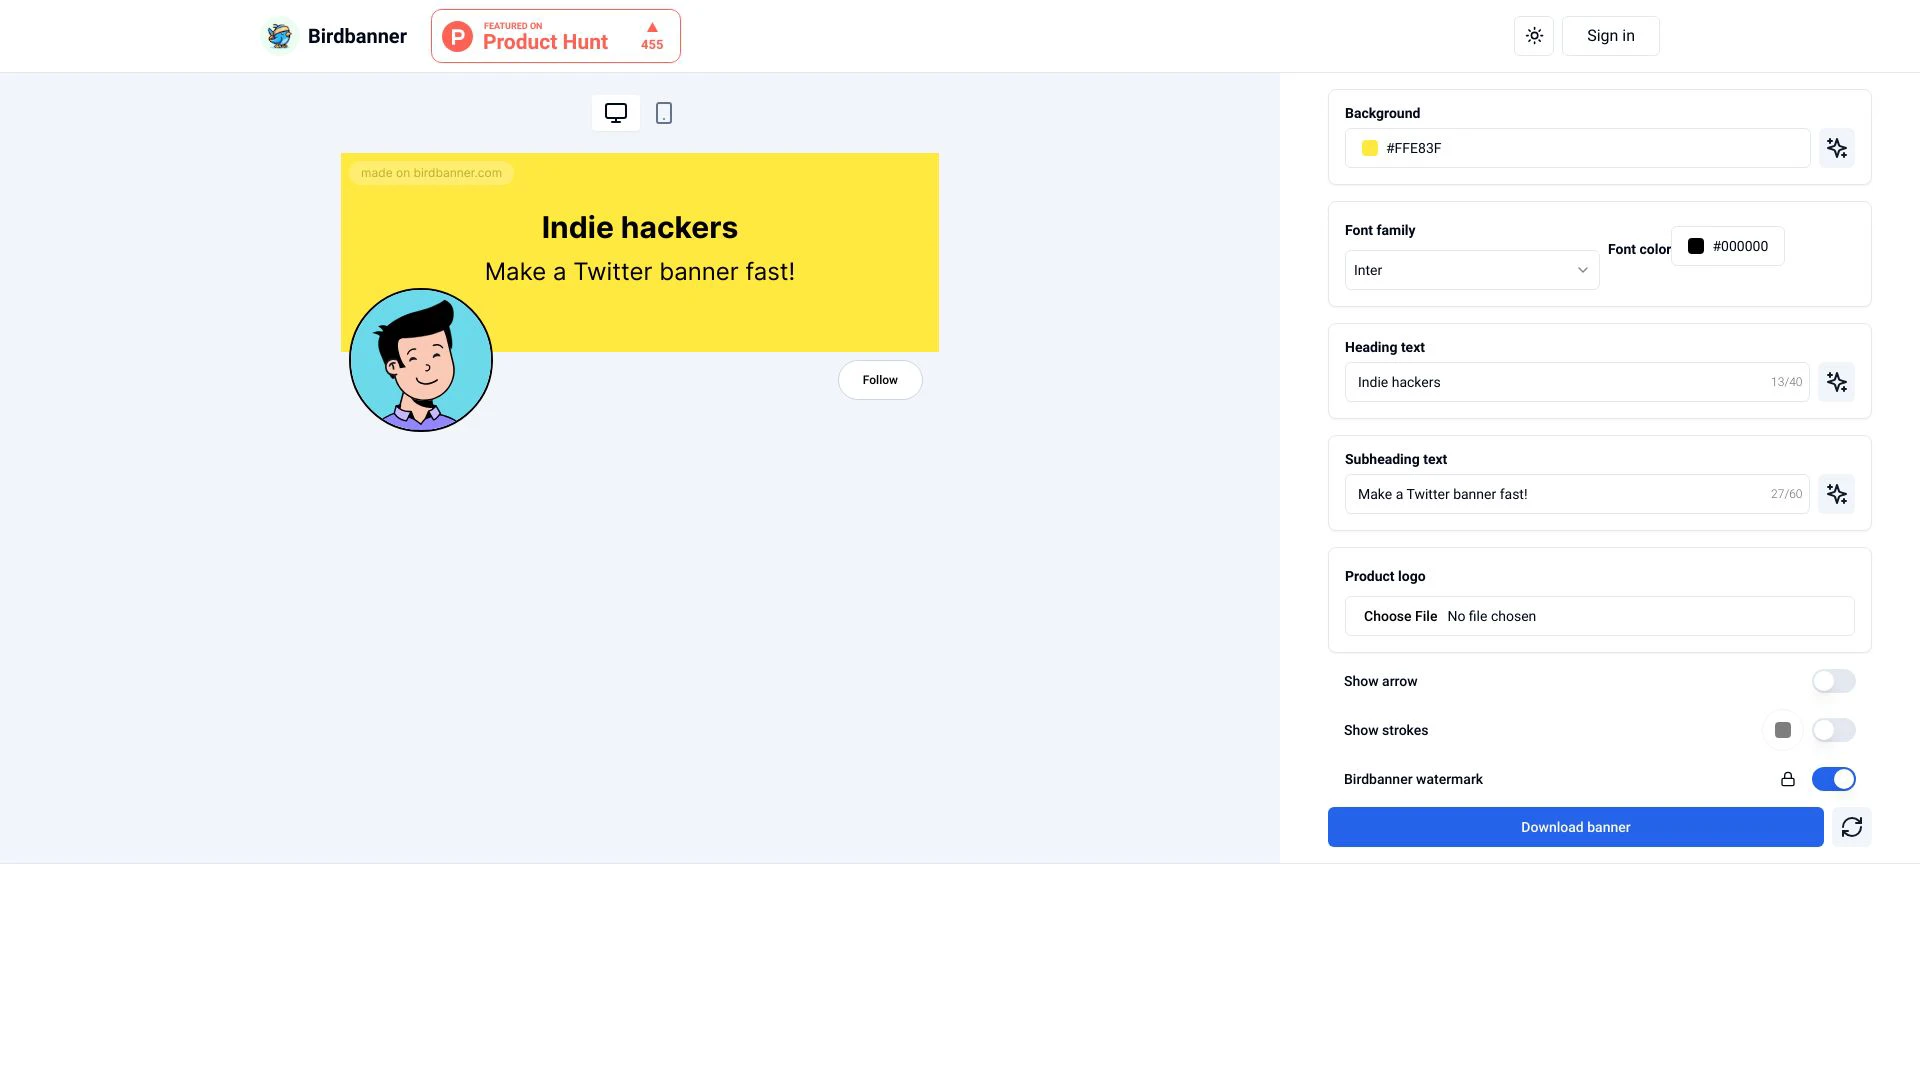 Birdbanner
P
FEATURED ON
Product Hunt
455
Sign in
made on birdbanner.com
Indie hackers
Make a Twitter banner fast!
Follow
Background
#FFE83F
Font family
Inter
Font color
#000000
Heading text
Indie hackers
13/40
Subheading text
Make a Twitter banner fast!
27/60
Product logo
Choose File No file chosen
Show arrow
Show strokes
Birdbanner watermark
Download banner